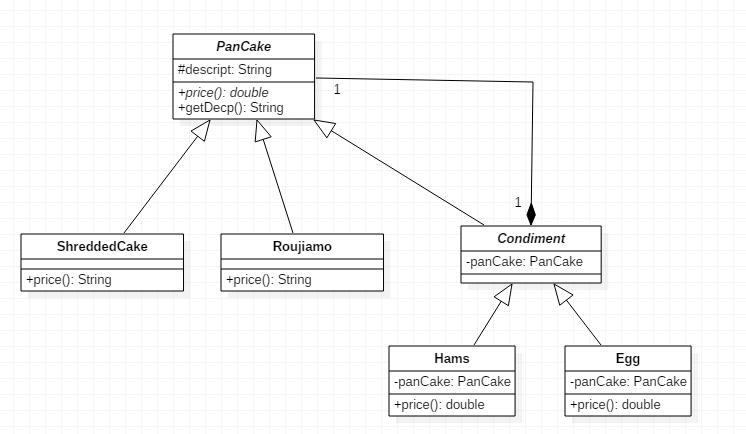 PanCake
#descript: String
+price(): double
+getDecp(): String
1
1
ShreddedCake
+price(): String
Roujiamo
+price(): String
Condiment
-panCake: PanCake
Hams
-panCake: PanCake
+price(): double
Egg
-panCake: PanCake
+price(): double